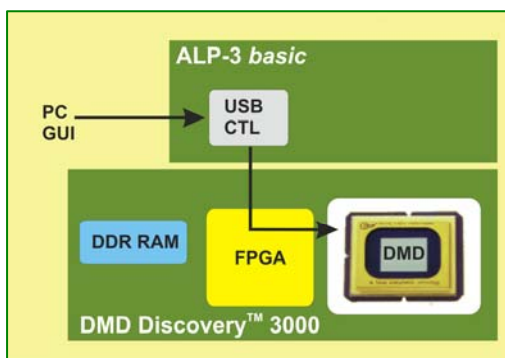 ALP-3 basic
PC
GUI
USB
CTL
DDR RAM
FPGA
DMD
DMD Discovery™ 3000